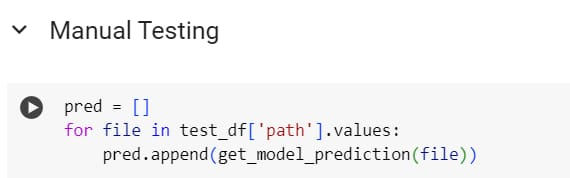 Manual Testing
pred = []
for file in test_df['path'].values:
    pred.append(get_model_prediction(file))